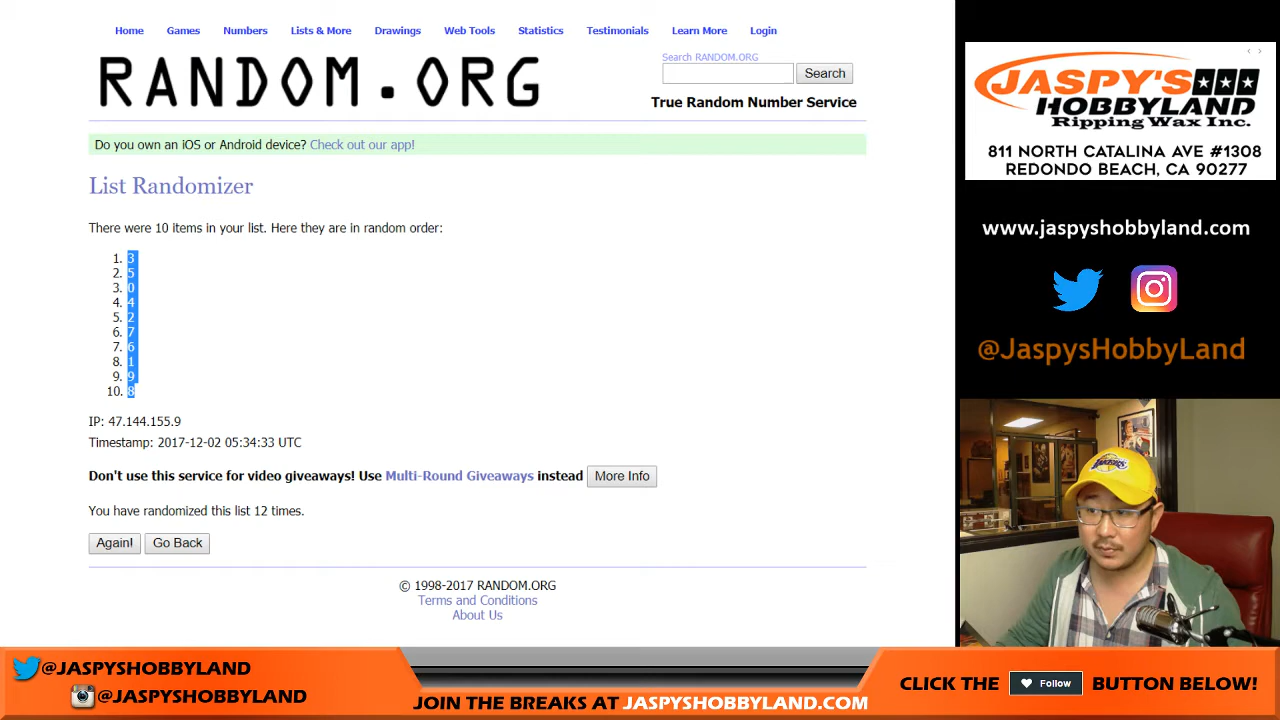 Home Games Numbers Lists & More Drawings Web Tools Statistics Testimonials Learn More Login
RANDOM.ORG
Search RANDOM.ORG
Search
True Random Number Service
Do you own an iOS or Android device? Check out our app!
List Randomizer
There were 10 items in your list. Here they are in random order:
1. 3
2. 5
3. 0
4. 4
5. 2
6. 7
7. 6
8. 1
9. 9
10. 8
IP: 47.144.155.9
Timestamp: 2017-12-02 05:34:33 UTC
Don't use this service for video giveaways! Use Multi-Round Giveaways instead More Info
You have randomized this list 12 times.
Again! Go Back
© 1998-2017 RANDOM.ORG
Terms and Conditions
About Us
JASPY'S
HOBBYLAND
Ripping Wax Inc.
811 NORTH CATALINA AVE #1308
REDONDO BEACH, CA 90277
www.jaspyshobbyland.com
@JaspysHobbyLand
LAKERS
@JASPYSHOBBYLAND
@JASPYSHOBBYLAND
JOIN THE BREAKS AT JASPYSHOBBYLAND.COM
CLICK THE Follow BUTTON BELOW!